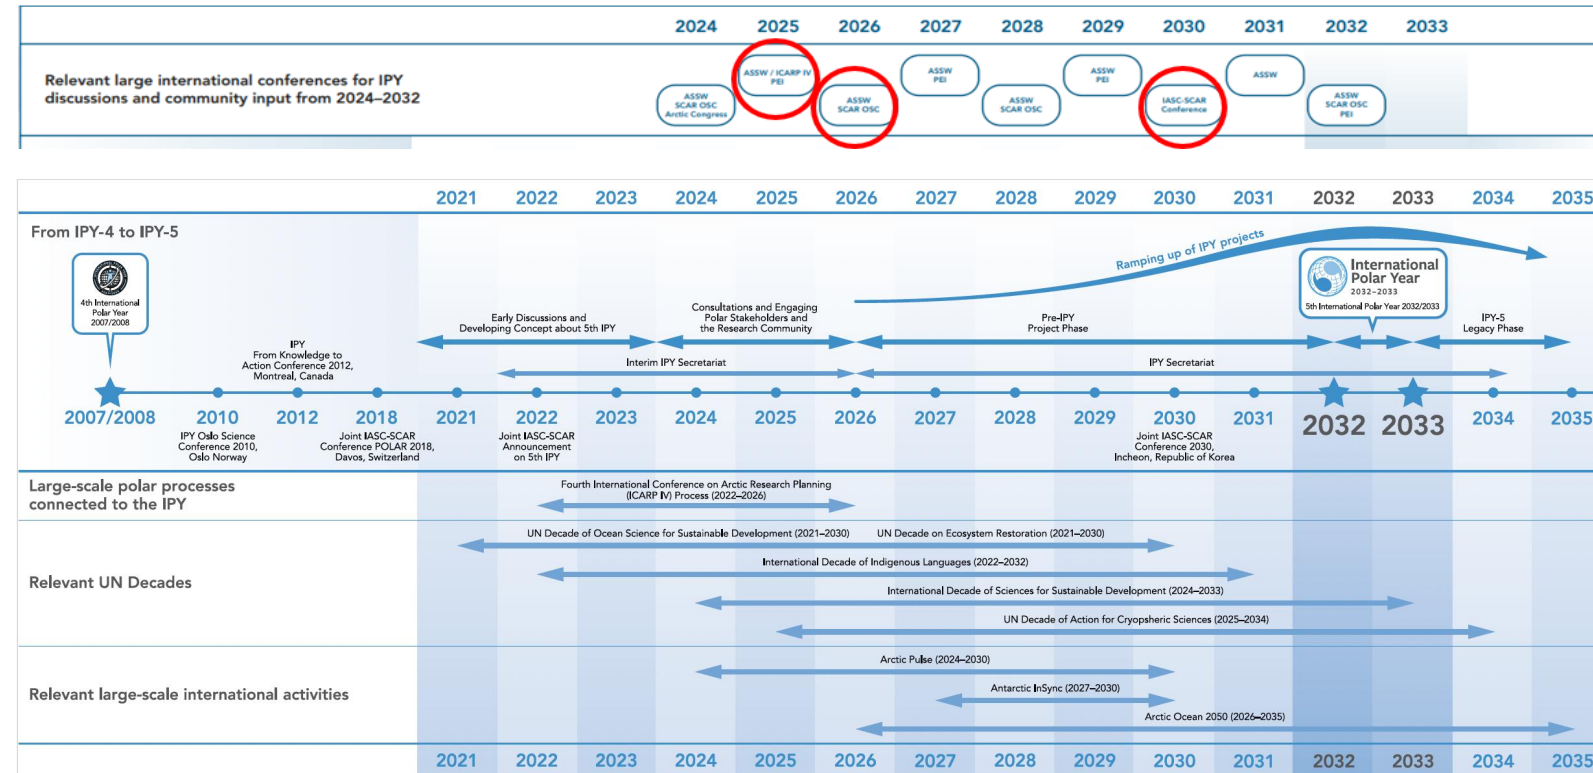 2024 2025 2026 2027 2028 2029 2030 2031 2032 2033
Relevant large international conferences for IPY
discussions and community input from 2024–2032
ASSW
SCAR OSC
Arctic Congress
ASSW / ICARP IV
PEI
ASSW
SCAR OSC
ASSW
PEI
ASSW
SCAR OSC
ASSW
PEI
IASC-SCAR
Conference
ASSW
ASSW
SCAR OSC
PEI
2021 2022 2023 2024 2025 2026 2027 2028 2029 2030 2031 2032 2033 2034 2035
From IPY-4 to IPY-5
4th International
Polar Year
2007/2008
Ramping up of IPY projects
International
Polar Year
2032–2033
5th International Polar Year 2032/2033
Early Discussions and
Developing Concept about 5th IPY
Consultations and Engaging
Polar Stakeholders and
the Research Community
Pre-IPY
Project Phase
IPY-5
Legacy Phase
IPY
From Knowledge to
Action Conference 2012,
Montreal, Canada
Interim IPY Secretariat
IPY Secretariat
2007/2008 2010 2012 2018 2021 2022 2023 2024 2025 2026 2027 2028 2029 2030 2031 2032 2033 2034 2035
IPY Oslo Science
Conference 2010,
Oslo Norway
Joint IASC-SCAR
Conference POLAR 2018,
Davos, Switzerland
Joint IASC-SCAR
Announcement
on 5th IPY
Joint IASC-SCAR
Conference 2030,
Incheon, Republic of Korea
Large-scale polar processes
connected to the IPY
Fourth International Conference on Arctic Research Planning
(ICARP IV) Process (2022–2026)
Relevant UN Decades
UN Decade of Ocean Science for Sustainable Development (2021–2030) UN Decade on Ecosystem Restoration (2021–2030)
International Decade of Indigenous Languages (2022–2032)
International Decade of Sciences for Sustainable Development (2024–2033)
UN Decade of Action for Cryopsheric Sciences (2025–2034)
Relevant large-scale international activities
Arctic Pulse (2024–2030)
Antarctic InSync (2027–2030)
Arctic Ocean 2050 (2026–2035)
2021 2022 2023 2024 2025 2026 2027 2028 2029 2030 2031 2032 2033 2034 2035